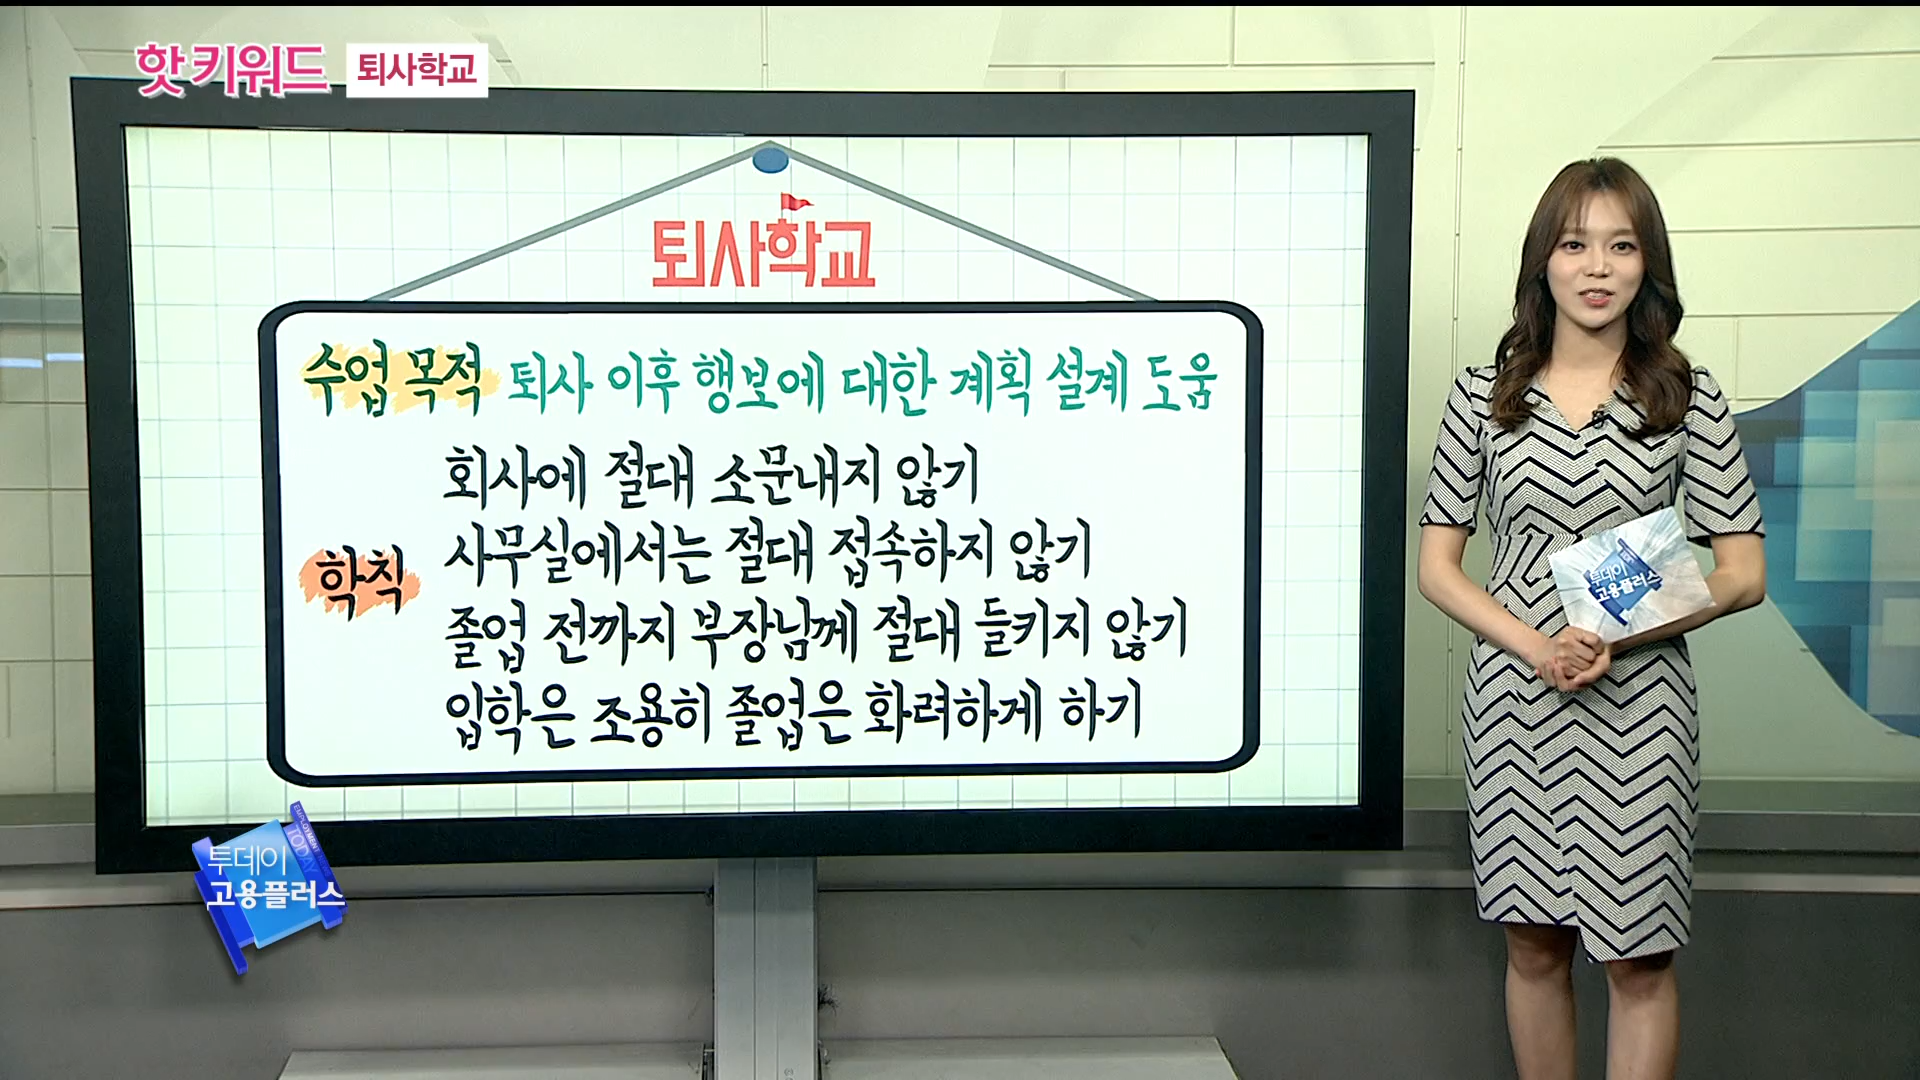 핫 키워드 퇴사학교
퇴사학교
수업 목적 퇴사 이후 행보에 대한 계획 설계 도움
학칙
회사에 절대 소문내지 않기
사무실에서는 절대 접속하지 않기
졸업 전까지 부장님께 절대 들키지 않기
입학은 조용히 졸업은 화려하게 하기
투데이
고용플러스
EMPLOYMENT
TODAY
투데이
고용플러스